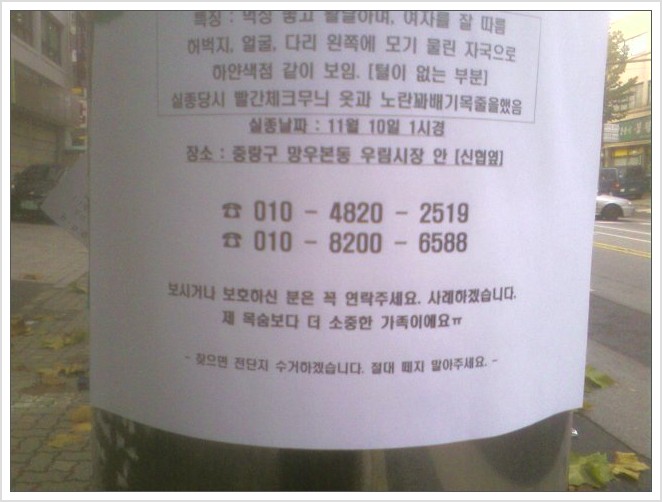 특징 : 먹성 좋고 발랄하며, 여자를 잘 따름
허벅지, 얼굴, 다리 왼쪽에 모기 물린 자국으로
하얀색점 같이 보임. [털이 없는 부분]
실종당시 빨간체크무늬 옷과 노란꽈배기목줄을했음
실종날짜 : 11월 10일 1시경
장소 : 중랑구 망우본동 우림시장 안 [신협옆]
☎ 010 - 4820 - 2519
☎ 010 - 8200 - 6588
보시거나 보호하신 분은 꼭 연락주세요. 사례하겠습니다.
제 목숨보다 더 소중한 가족이에요ㅠ
- 찾으면 전단지 수거하겠습니다. 절대 떼지 말아주세요. -